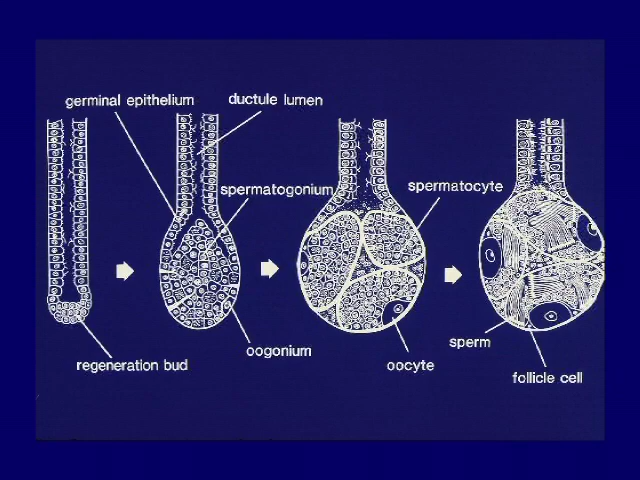 germinal epithelium
ductule lumen
spermatogonium
spermatocyte
regeneration bud
oogonium
oocyte
sperm
follicle cell